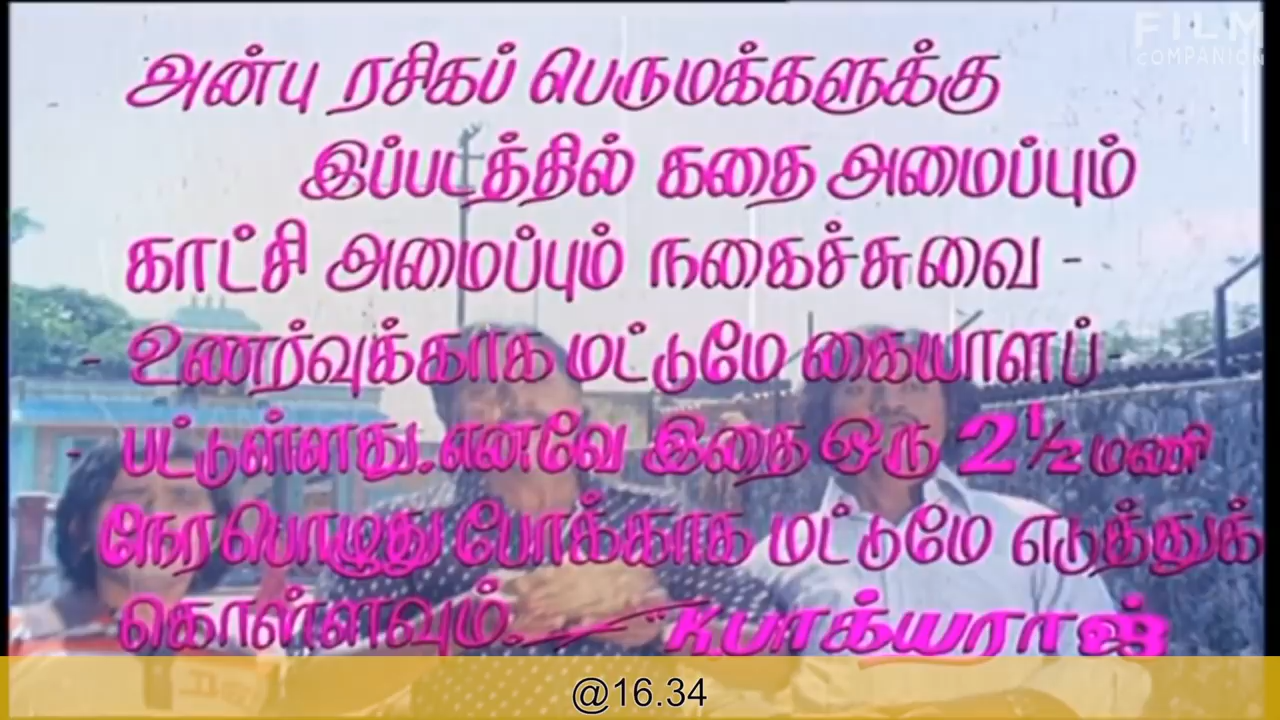 FILM
COMPANION
அன்பு ரசிகப் பெருமக்களுக்கு
இப்படத்தில் கதை அமைப்பும்
காட்சி அமைப்பும் நகைச்சுவை -
- உணர்வுக்காக மட்டுமே கையாளப்-
- பட்டுள்ளது. எனவே இதை ஒரு 2½ மணி
நேர பொழுது போக்காக மட்டுமே எடுத்துக்
கொள்ளவும். - "K பாக்யராஜ்
@16.34